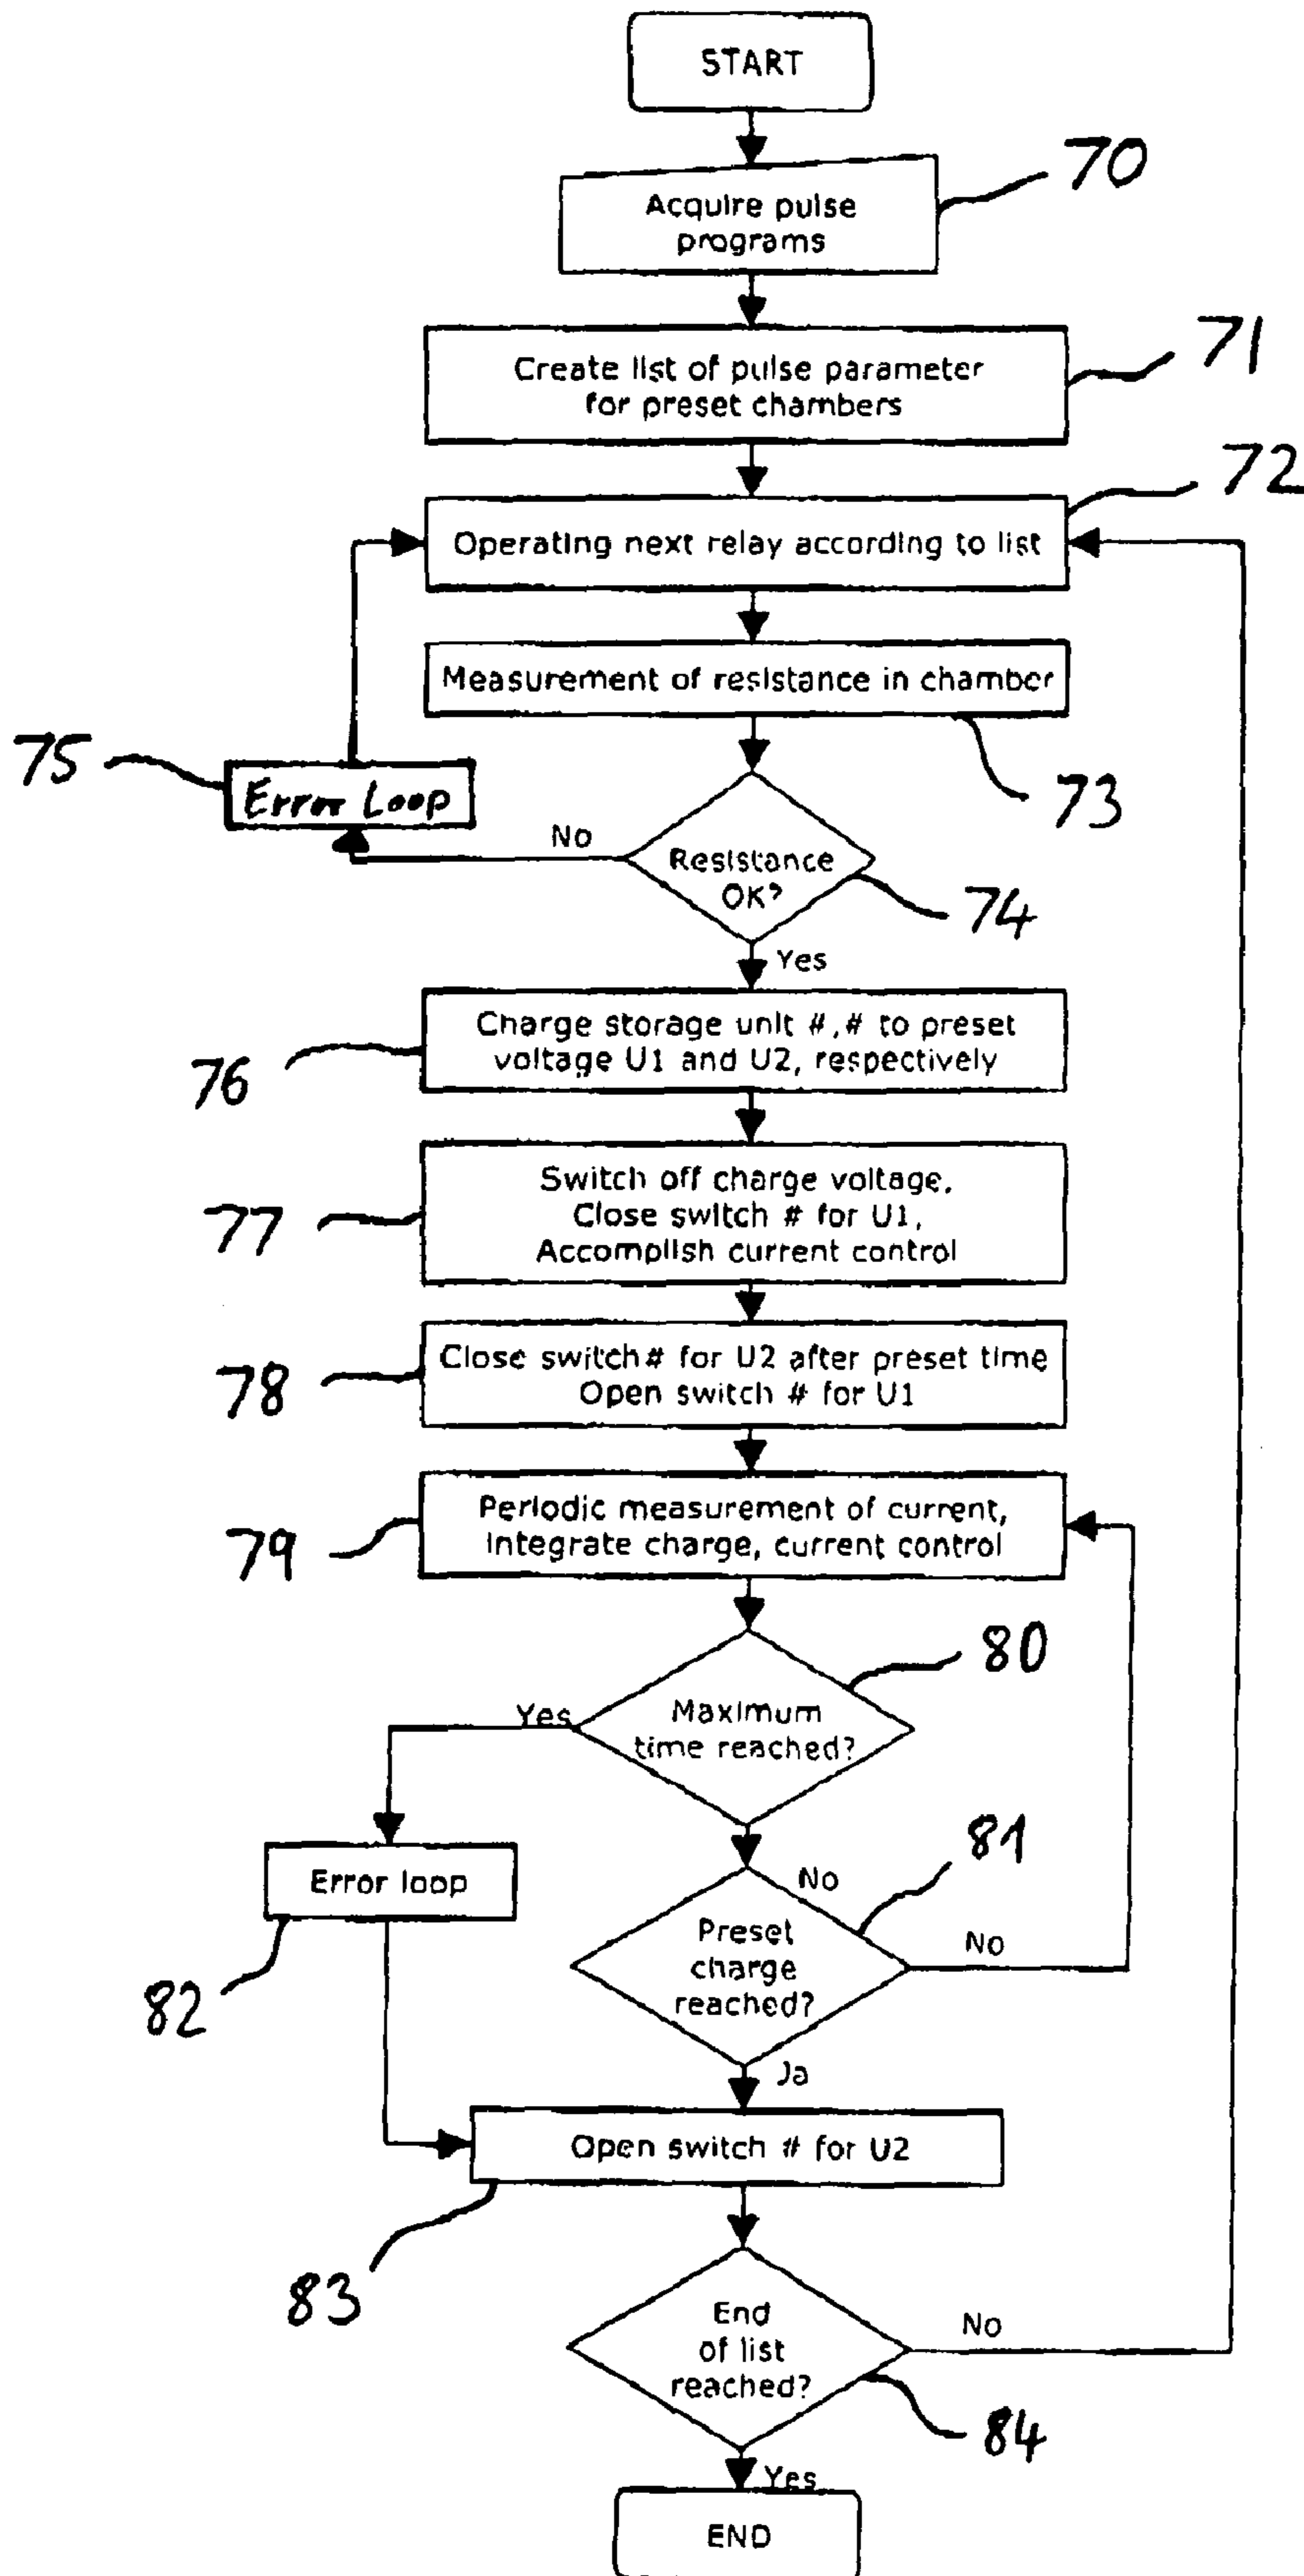 START
70
Acquire pulse
programs
71
Create list of pulse parameter
for preset chambers
72
Operating next relay according to list
Measurement of resistance in chamber
73
75
Error Loop
No
Resistance
OK?
74
Yes
76
Charge storage unit #,# to preset
voltage U1 and U2, respectively
77
Switch off charge voltage,
Close switch # for U1,
Accomplish current control
78
Close switch# for U2 after preset time
Open switch # for U1
79
Periodic measurement of current,
integrate charge, current control
80
Yes
Maximum
time reached?
81
Error loop
82
No
Preset
charge
reached?
No
Ja
Open switch # for U2
83
End
of list
reached?
No
84
Yes
END